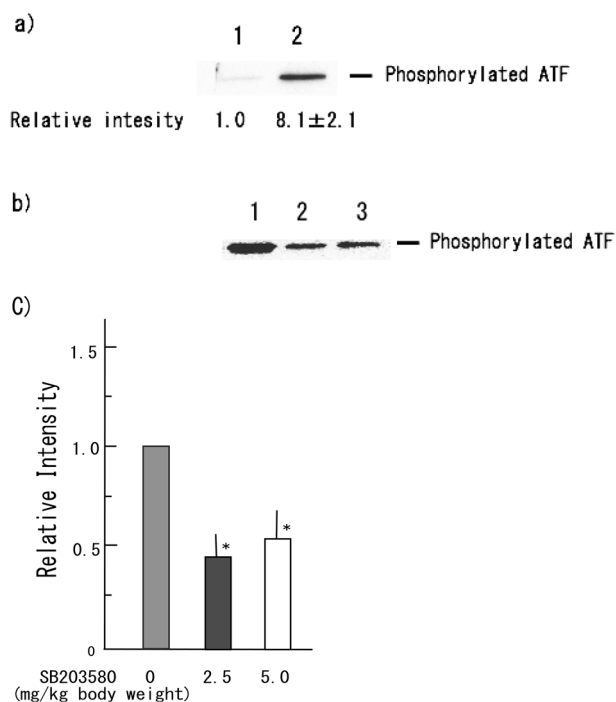 a)
1 2
Phosphorylated ATF
Relative intesity 1.0 8.1±2.1
b)
1 2 3
Phosphorylated ATF
C)
1.5
1.0
0.5
0
Relative Intensity
*
*
SB203580 0 2.5 5.0
(mg/kg body weight)